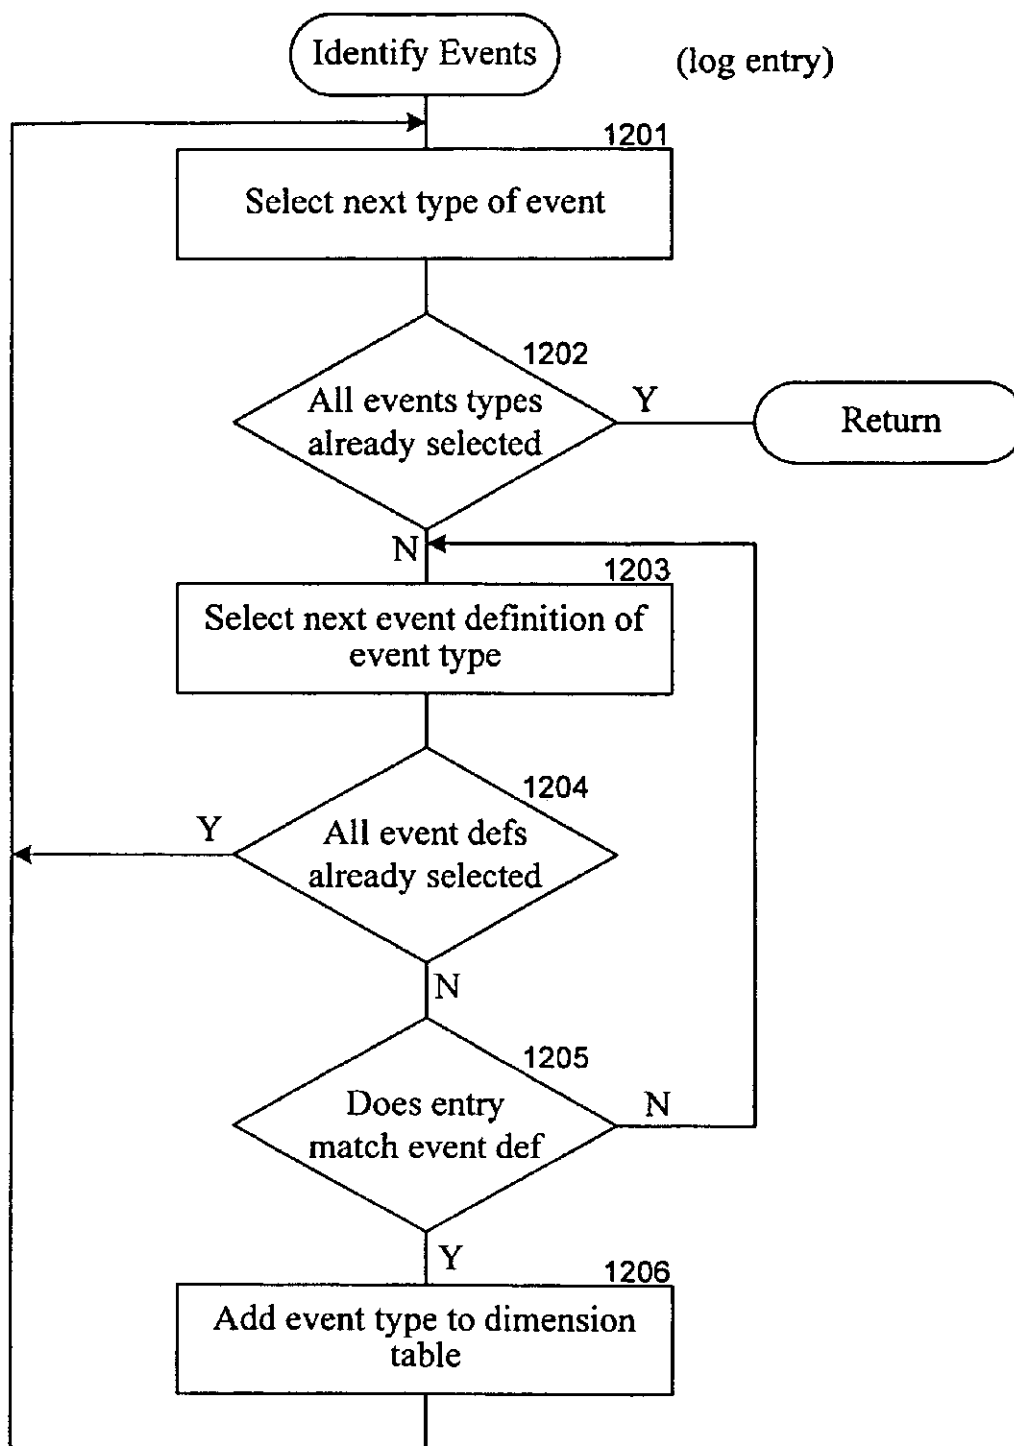 Identify Events
(log entry)
1201
Select next type of event
1202
All events types
already selected
Y
Return
N
1203
Select next event definition of
event type
1204
All event defs
already selected
Y
N
1205
Does entry
match event def
N
Y
1206
Add event type to dimension
table